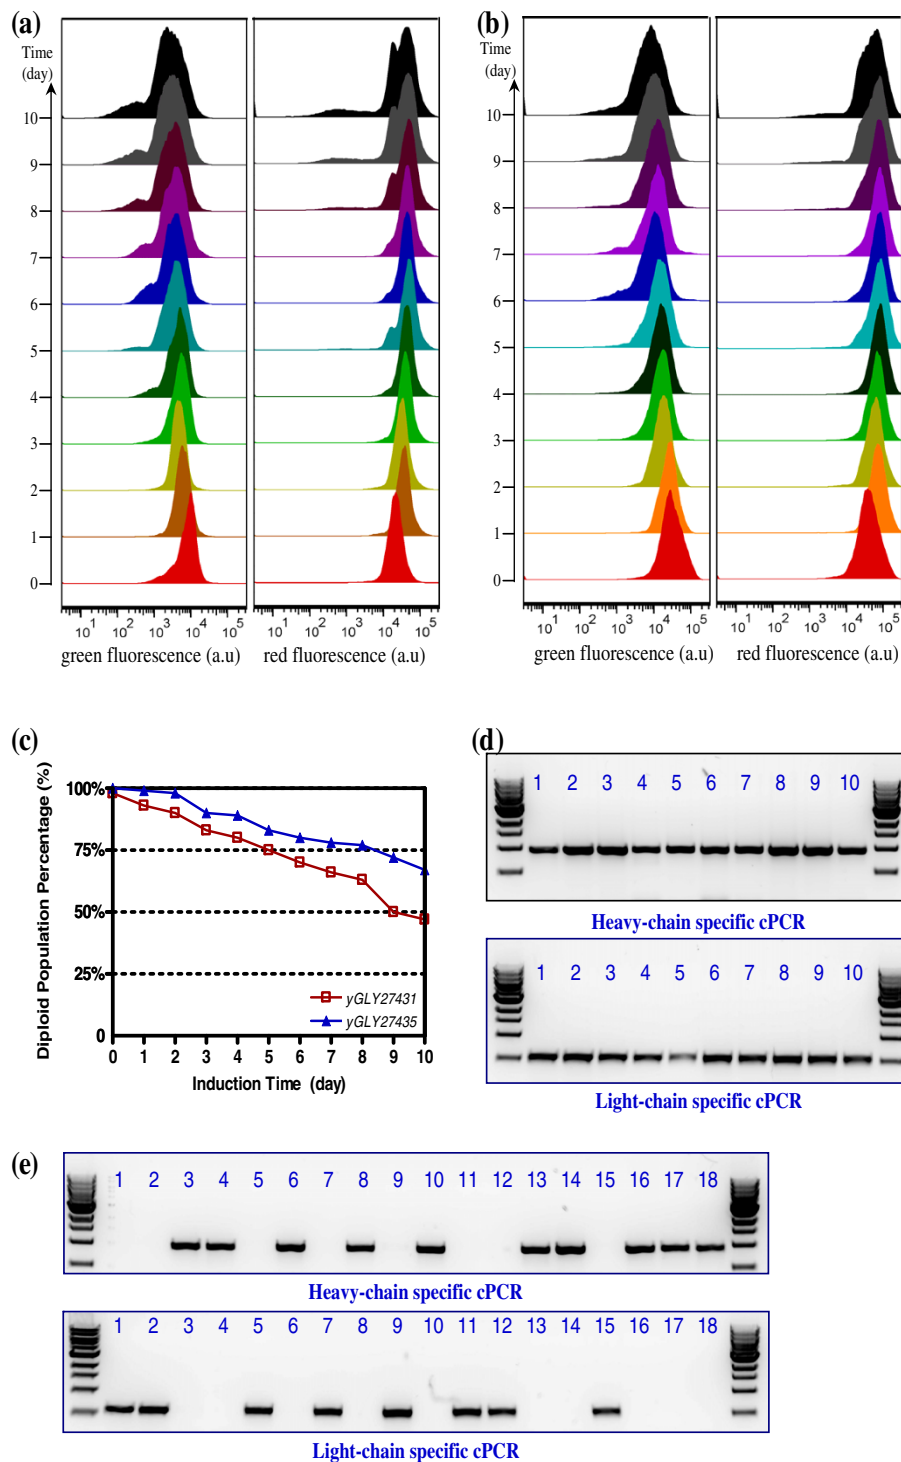 (a)
Time
(day)
10
9
8
7
6
5
4
3
2
1
0
10^1 10^2 10^3 10^4 10^5
10^1 10^2 10^3 10^4 10^5
green fluorescence (a.u)
red fluorescence (a.u)
(b)
Time
(day)
10
9
8
7
6
5
4
3
2
1
0
10^1 10^2 10^3 10^4 10^5
10^1 10^2 10^3 10^4 10^5
green fluorescence (a.u)
red fluorescence (a.u)
(c)
Diploid Population Percentage (%)
100%
75%
50%
25%
0
yGLY27431
yGLY27435
0 1 2 3 4 5 6 7 8 9 10
Induction Time (day)
(d)
1 2 3 4 5 6 7 8 9 10
Heavy-chain specific cPCR
1 2 3 4 5 6 7 8 9 10
Light-chain specific cPCR
(e)
1 2 3 4 5 6 7 8 9 10 11 12 13 14 15 16 17 18
Heavy-chain specific cPCR
1 2 3 4 5 6 7 8 9 10 11 12 13 14 15 16 17 18
Light-chain specific cPCR